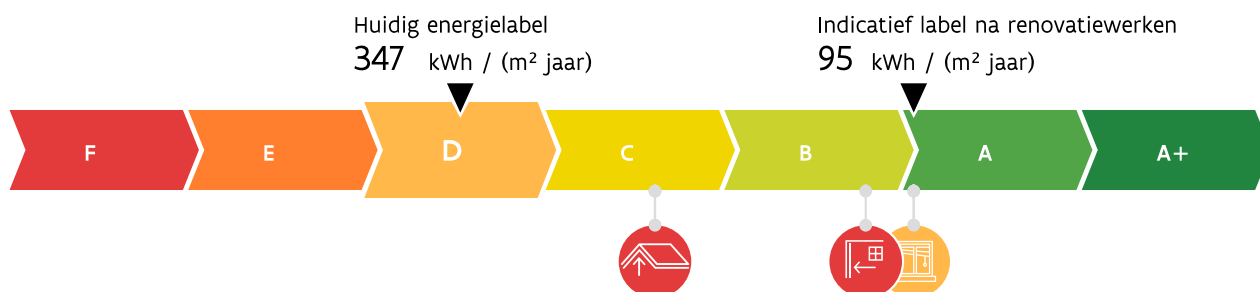 Huidig energielabel
347 kWh / (m² jaar)
Indicatief label na renovatiewerken
95 kWh / (m² jaar)
F E D C B A A+